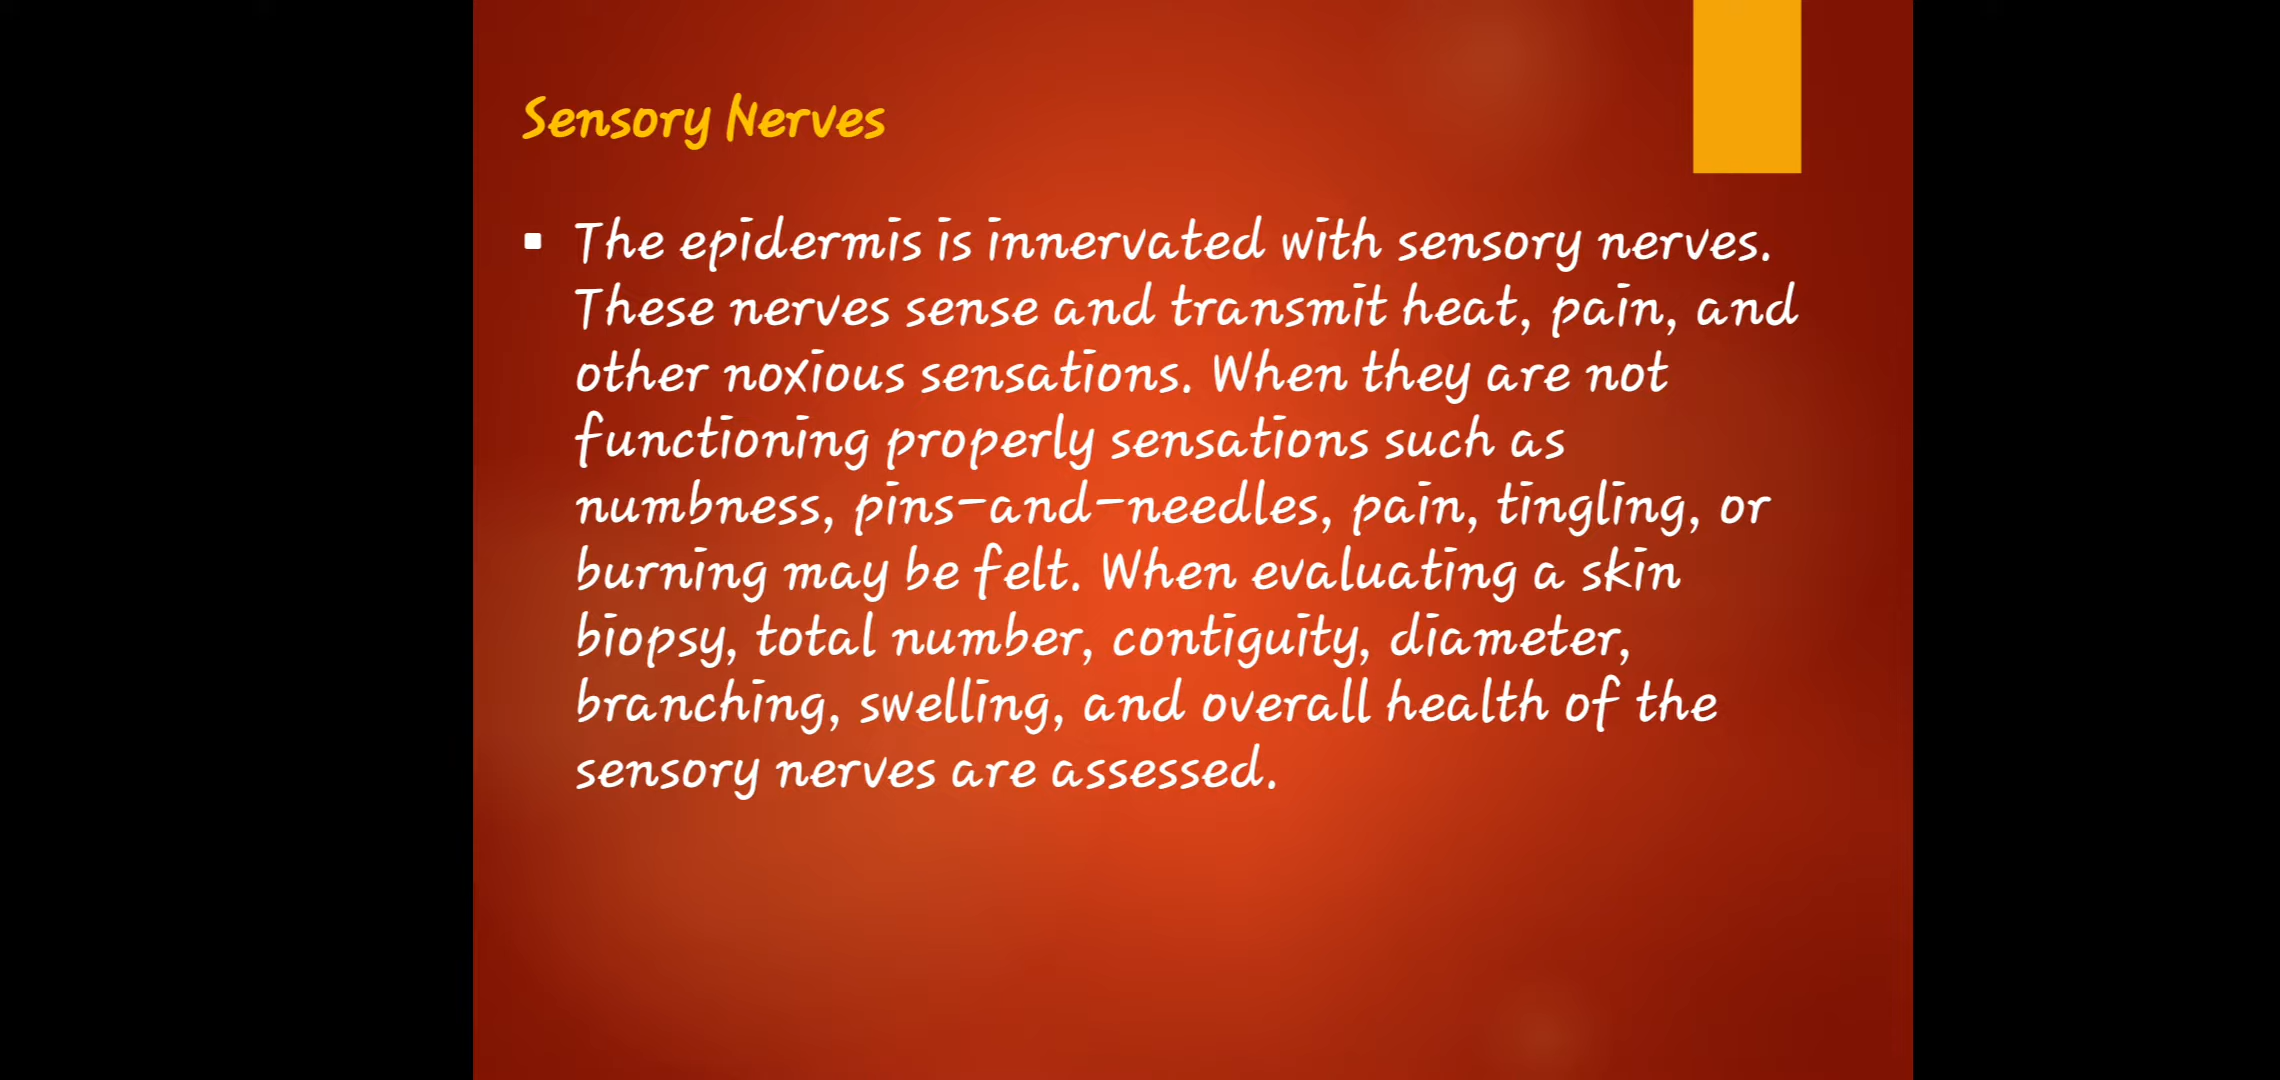 Sensory Nerves
▪ The epidermis is innervated with sensory nerves.
These nerves sense and transmit heat, pain, and
other noxious sensations. When they are not
functioning properly sensations such as
numbness, pins-and-needles, pain, tingling, or
burning may be felt. When evaluating a skin
biopsy, total number, contiguity, diameter,
branching, swelling, and overall health of the
sensory nerves are assessed.